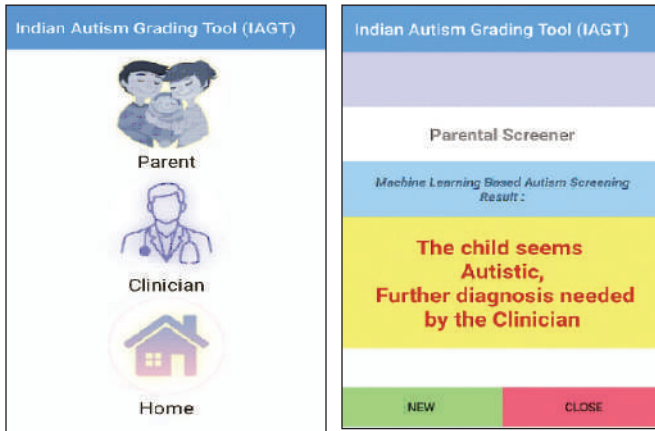 Indian Autism Grading Tool (IAGT)
Parent
Clinician
Home
Indian Autism Grading Tool (IAGT)
Parental Screener
Machine Learning Based Autism Screening
Result :
The child seems
Autistic,
Further diagnosis needed
by the Clinician
NEW
CLOSE